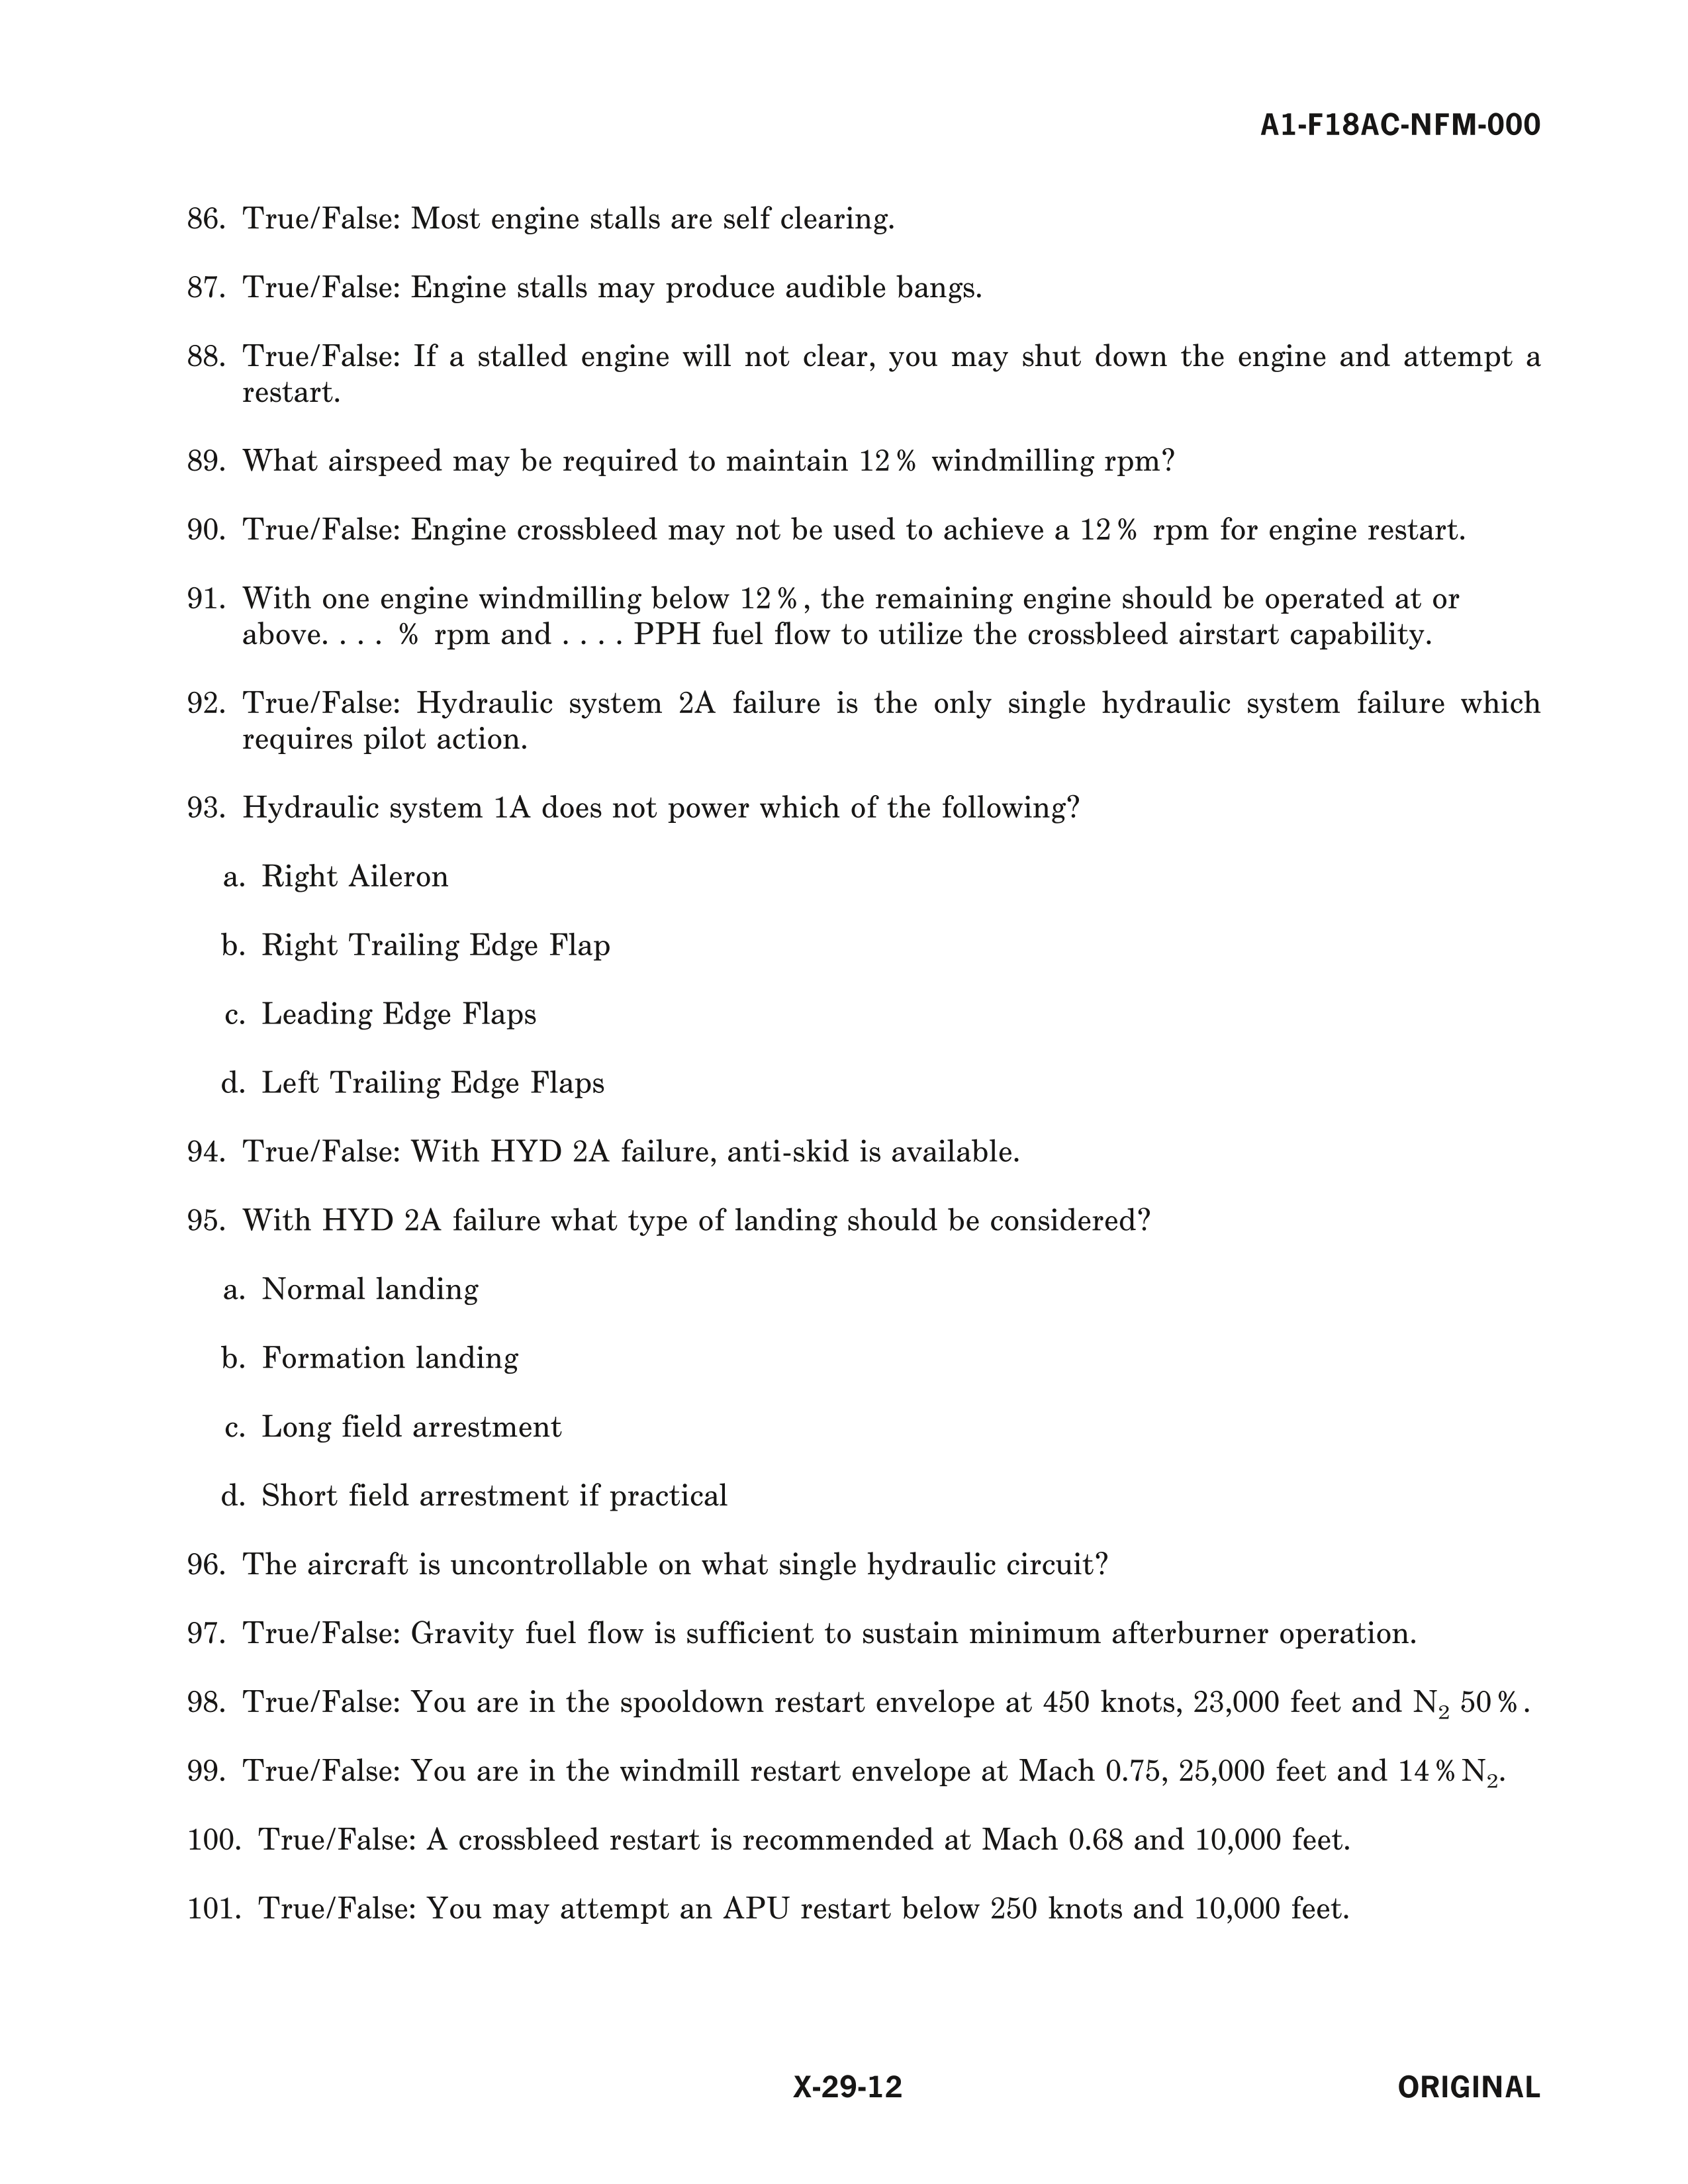 A1-F18AC-NFM-000
86. True/False: Most engine stalls are self clearing.
87. True/False: Engine stalls may produce audible bangs.
88. True/False: If a stalled engine will not clear, you may shut down the engine and attempt a
restart.
89. What airspeed may be required to maintain 12% windmilling rpm?
90. True/False: Engine crossbleed may not be used to achieve a 12% rpm for engine restart.
91. With one engine windmilling below 12%, the remaining engine should be operated at or
above. . . . % rpm and . . . . PPH fuel flow to utilize the crossbleed airstart capability.
92. True/False: Hydraulic system 2A failure is the only single hydraulic system failure which
requires pilot action.
93. Hydraulic system 1A does not power which of the following?
a. Right Aileron
b. Right Trailing Edge Flap
c. Leading Edge Flaps
d. Left Trailing Edge Flaps
94. True/False: With HYD 2A failure, anti-skid is available.
95. With HYD 2A failure what type of landing should be considered?
a. Normal landing
b. Formation landing
c. Long field arrestment
d. Short field arrestment if practical
96. The aircraft is uncontrollable on what single hydraulic circuit?
97. True/False: Gravity fuel flow is sufficient to sustain minimum afterburner operation.
98. True/False: You are in the spooldown restart envelope at 450 knots, 23,000 feet and N₂ 50%.
99. True/False: You are in the windmill restart envelope at Mach 0.75, 25,000 feet and 14% N₂.
100. True/False: A crossbleed restart is recommended at Mach 0.68 and 10,000 feet.
101. True/False: You may attempt an APU restart below 250 knots and 10,000 feet.
X-29-12
ORIGINAL